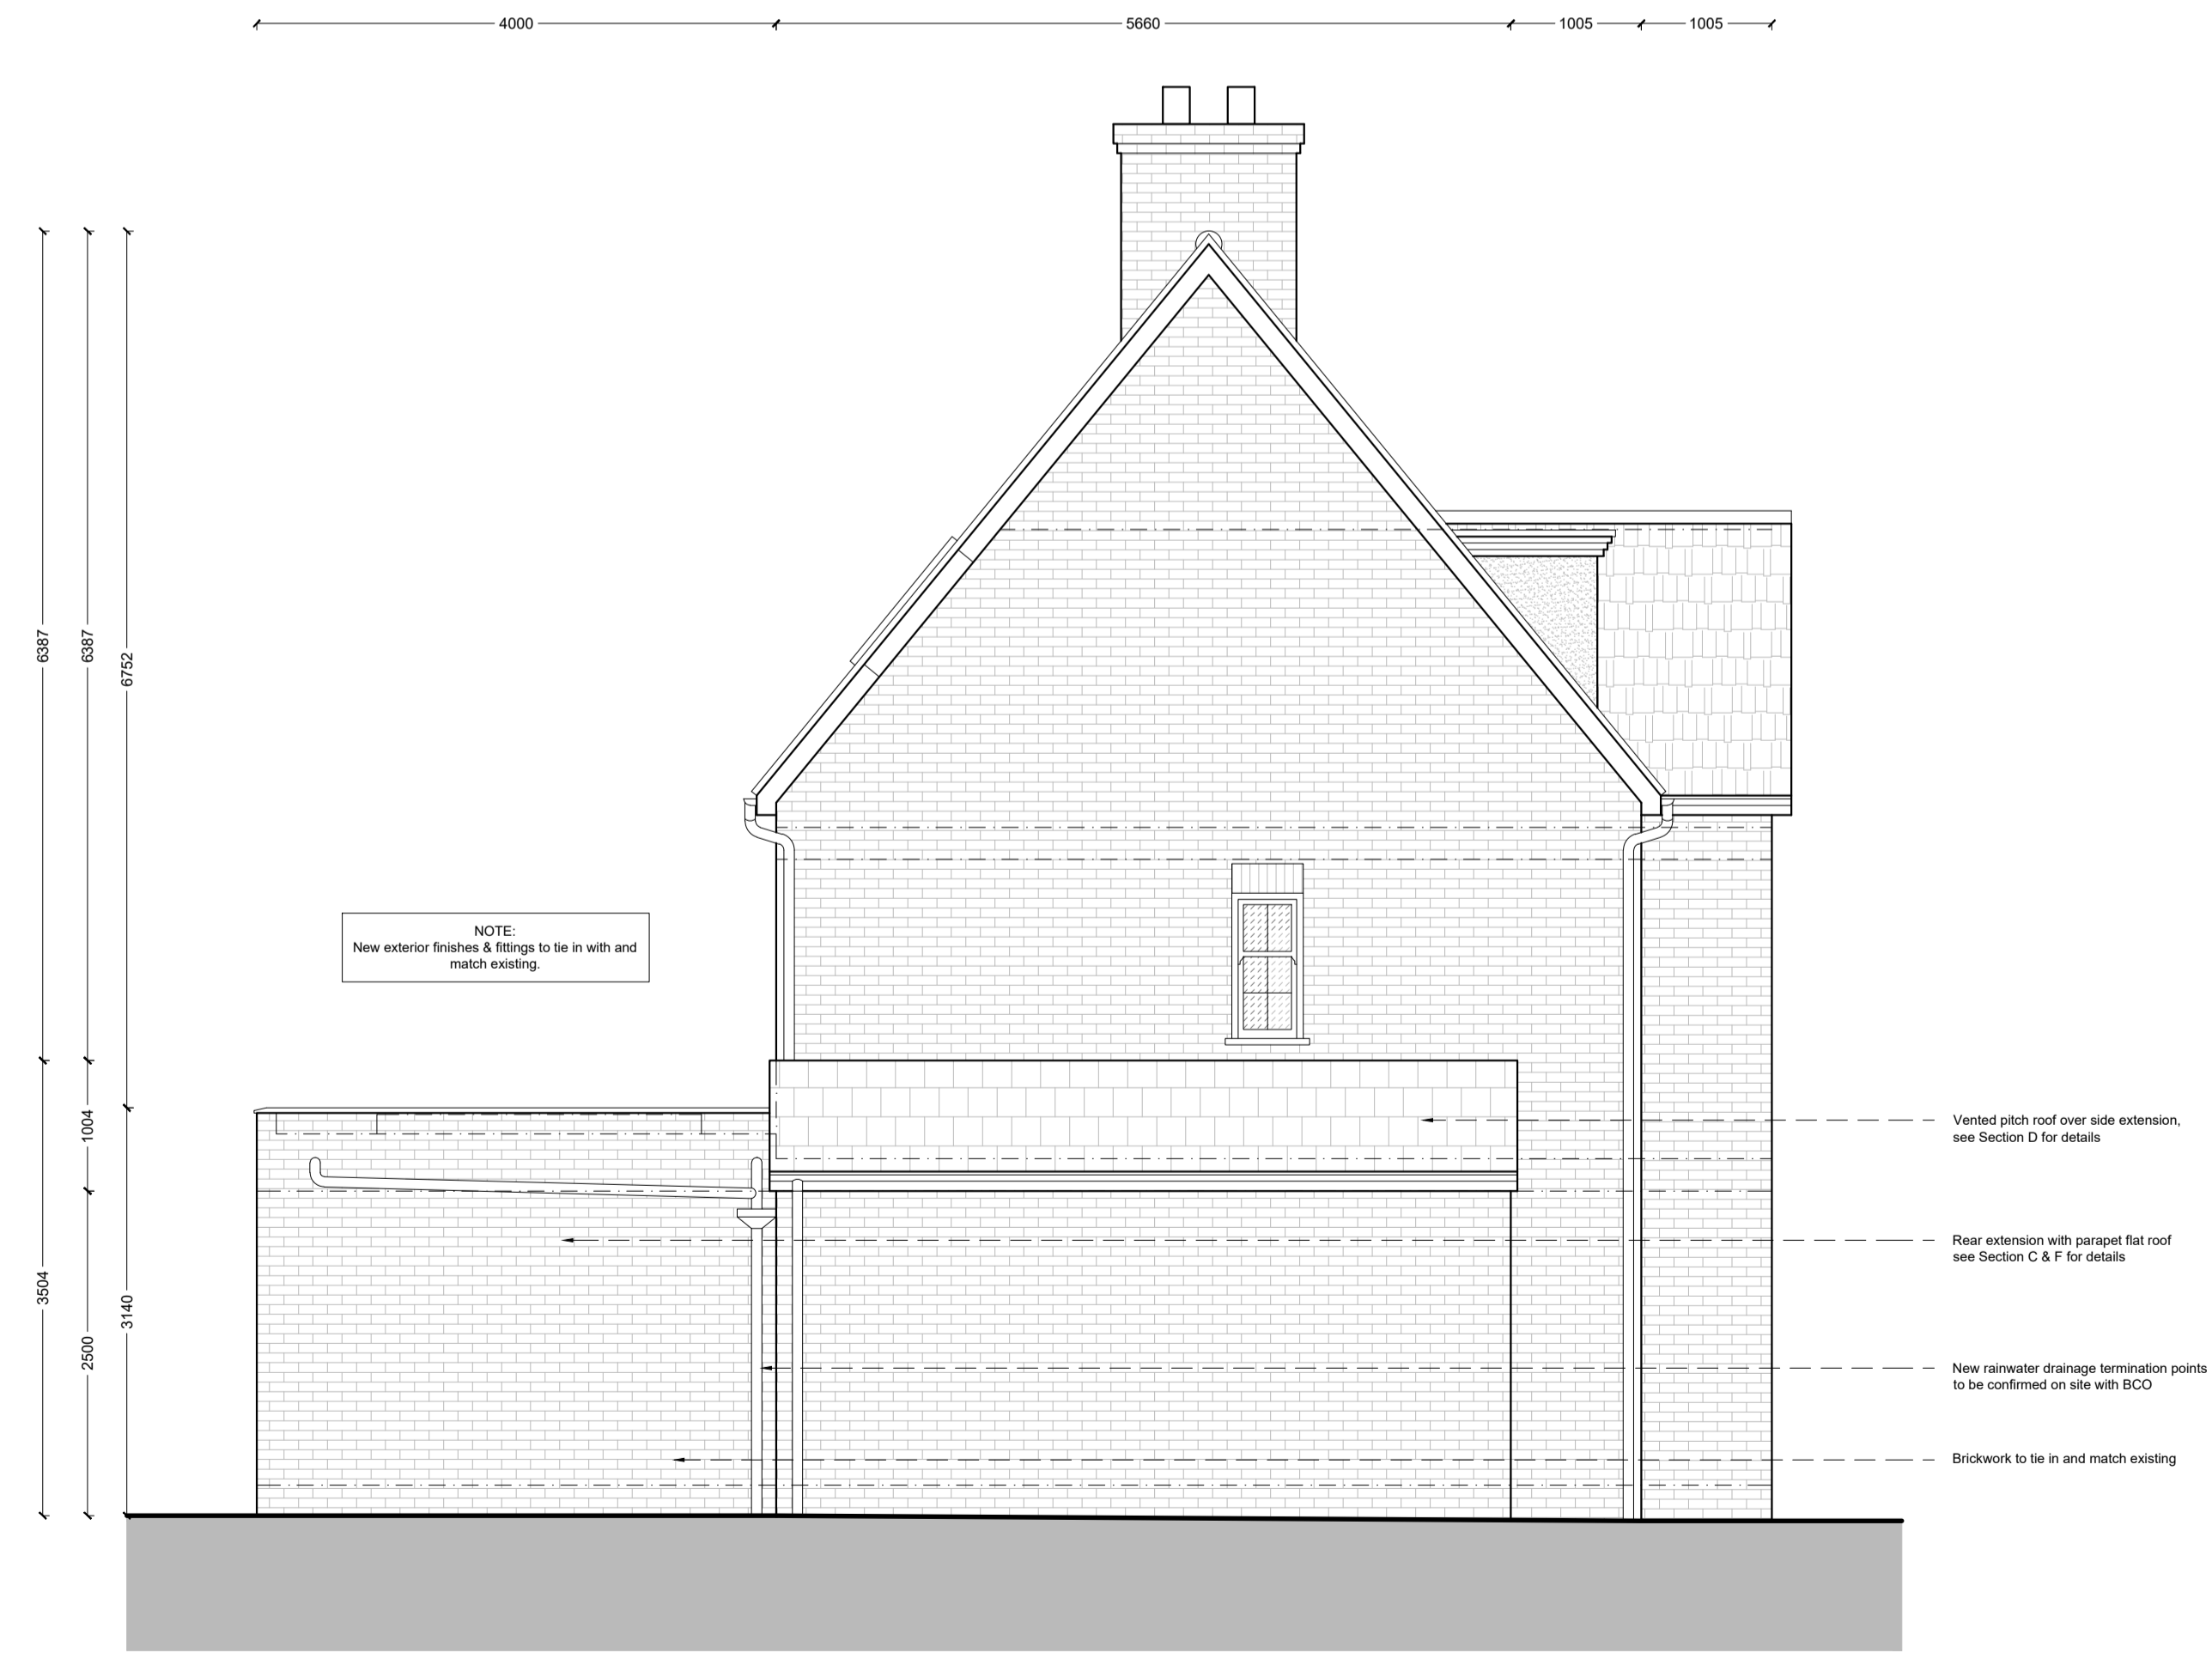 4000
5660
1005
1005
6387
6387
6752
NOTE:
New exterior finishes & fittings to tie in with and
match existing.
1004
3504
2500
3140
Vented pitch roof over side extension,
see Section D for details
Rear extension with parapet flat roof
see Section C & F for details
New rainwater drainage termination points
to be confirmed on site with BCO
Brickwork to tie in and match existing